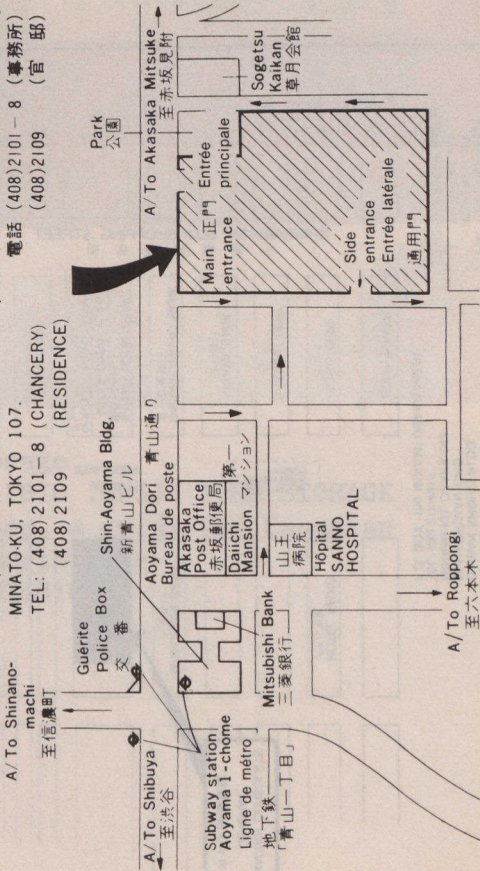 MINATO-KU, TOKYO 107.
TEL: (408) 2101-8 (CHANCERY)
(408) 2109 (RESIDENCE)
電話 (408) 2101-8 (事務所)
(408) 2109 (官 邸)
A/To Shinano-
machi
至信濃町
Guérite
Police Box
交 番
Shin-Aoyama Bldg.
新青山ビル
Park
公園
A/To Shibuya
至渋谷
Aoyama Dori 青山通り
A/To Akasaka Mitsuke
至赤坂見附
Bureau de poste
Akasaka
Post Office
赤坂郵便局
Daiichi 第一
Mansion マンション
Main 正門
entrance
Entrée
principale
Sogetsu
Kaikan
草月会館
Subway station
Aoyama 1-chome
Ligne de métro
地下鉄
「青山一丁目」
Mitsubishi Bank
三菱銀行
山王
病院
Hôpital
SANNO
HOSPITAL
Side
entrance
Entrée latérale
通用門
A/To Roppongi
至六本木